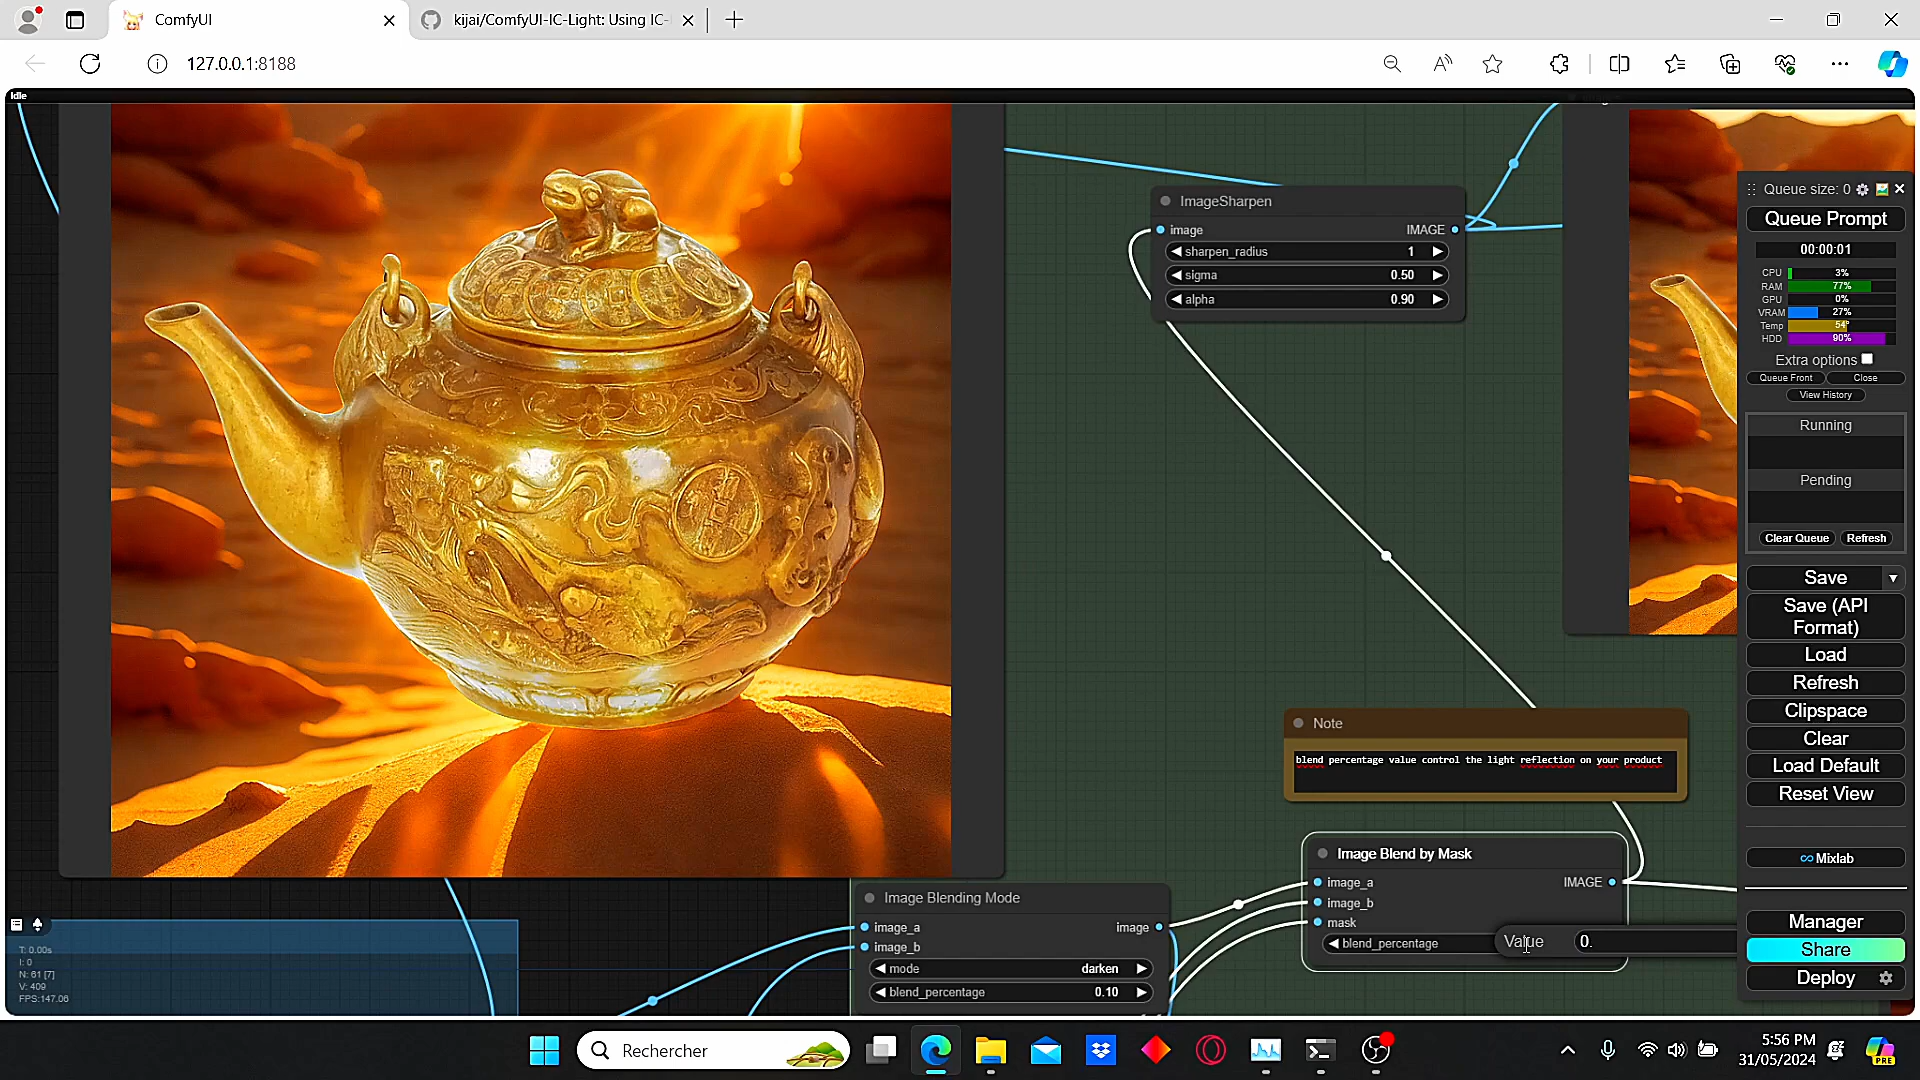 ComfyUI
kijai/ComfyUI-IC-Light: Using IC-
127.0.0.1:8188
Idle
ImageSharpen
image IMAGE
sharpen_radius 1
sigma 0.50
alpha 0.90
Note
blend percentage value control the light reflection on your product
Image Blend by Mask
image_a IMAGE
image_b
mask
blend_percentage
Value 0.
Image Blending Mode
image_a image
image_b
mode darken
blend_percentage 0.10
T: 0.00s
I: 0
N: 61 [7]
V: 409
FPS:147.06
Queue size: 0
Queue Prompt
00:00:01
CPU 3%
RAM 77%
GPU 0%
VRAM 27%
Temp 54°
HDD 90%
Extra options
Queue Front Close
View History
Running
Pending
Clear Queue Refresh
Save
Save (API
Format)
Load
Refresh
Clipspace
Clear
Load Default
Reset View
Mixlab
Manager
Share
Deploy
Rechercher
5:56 PM
31/05/2024
PRE